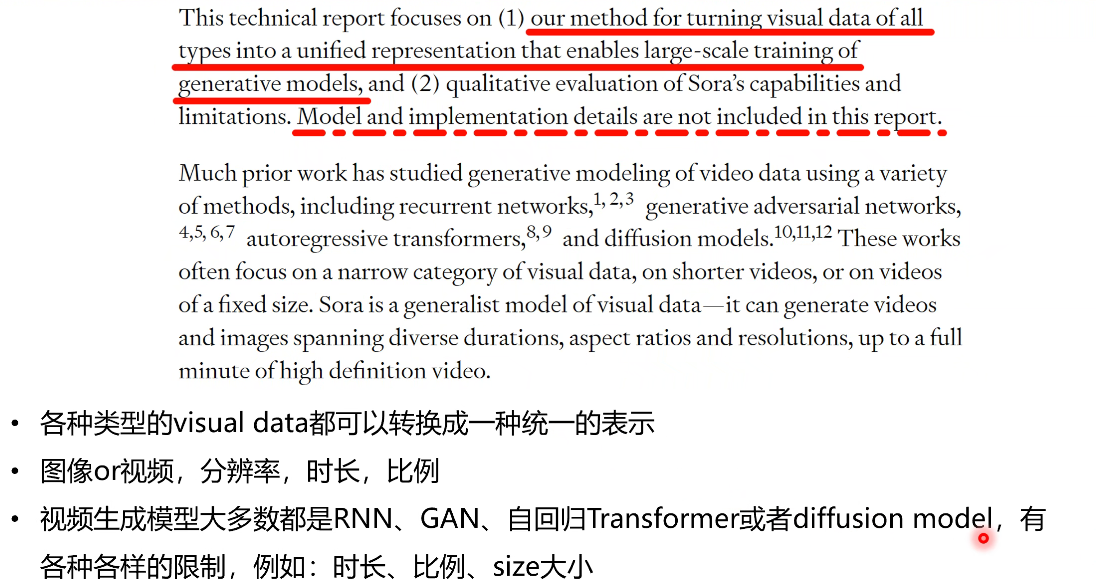 This technical report focuses on (1) our method for turning visual data of all
types into a unified representation that enables large-scale training of
generative models, and (2) qualitative evaluation of Sora’s capabilities and
limitations. Model and implementation details are not included in this report.
Much prior work has studied generative modeling of video data using a variety
of methods, including recurrent networks,1, 2,3 generative adversarial networks,
4,5, 6,7 autoregressive transformers,8,9 and diffusion models.10,11,12 These works
often focus on a narrow category of visual data, on shorter videos, or on videos
of a fixed size. Sora is a generalist model of visual data—it can generate videos
and images spanning diverse durations, aspect ratios and resolutions, up to a full
minute of high definition video.
• 各种类型的visual data都可以转换成一种统一的表示
• 图像or视频，分辨率，时长，比例
• 视频生成模型大多数都是RNN、GAN、自回归Transformer或者diffusion model，有
各种各样的限制，例如：时长、比例、size大小